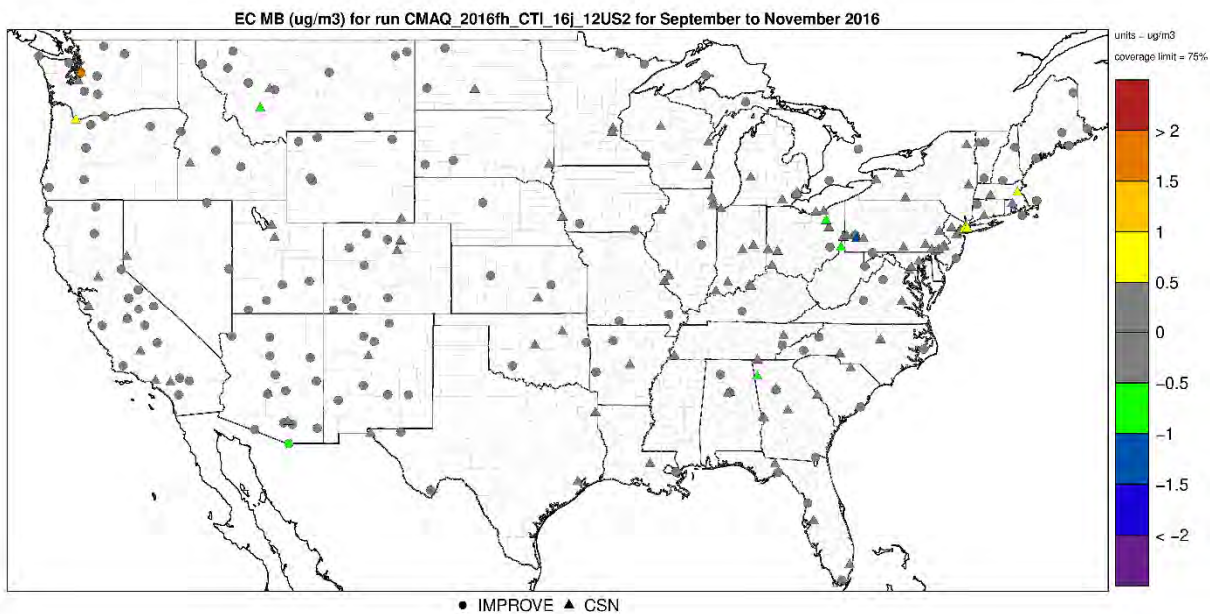 EC MB (ug/m3) for run CMAQ_2016fh_CTI_16j_12US2 for September to November 2016
units = ug/m3
coverage limit = 75%
> 2
1.5
1
0.5
0
−0.5
−1
−1.5
< −2
● IMPROVE ▲ CSN